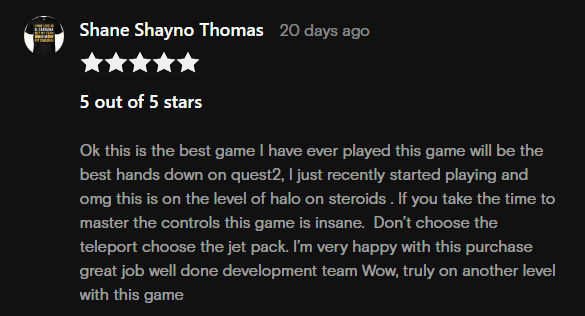 Shane Shayno Thomas 20 days ago
5 out of 5 stars
Ok this is the best game I have ever played this game will be the
best hands down on quest2, I just recently started playing and
omg this is on the level of halo on steroids . If you take the time to
master the controls this game is insane.  Don't choose the
teleport choose the jet pack. I'm very happy with this purchase
great job well done development team Wow, truly on another level
with this game